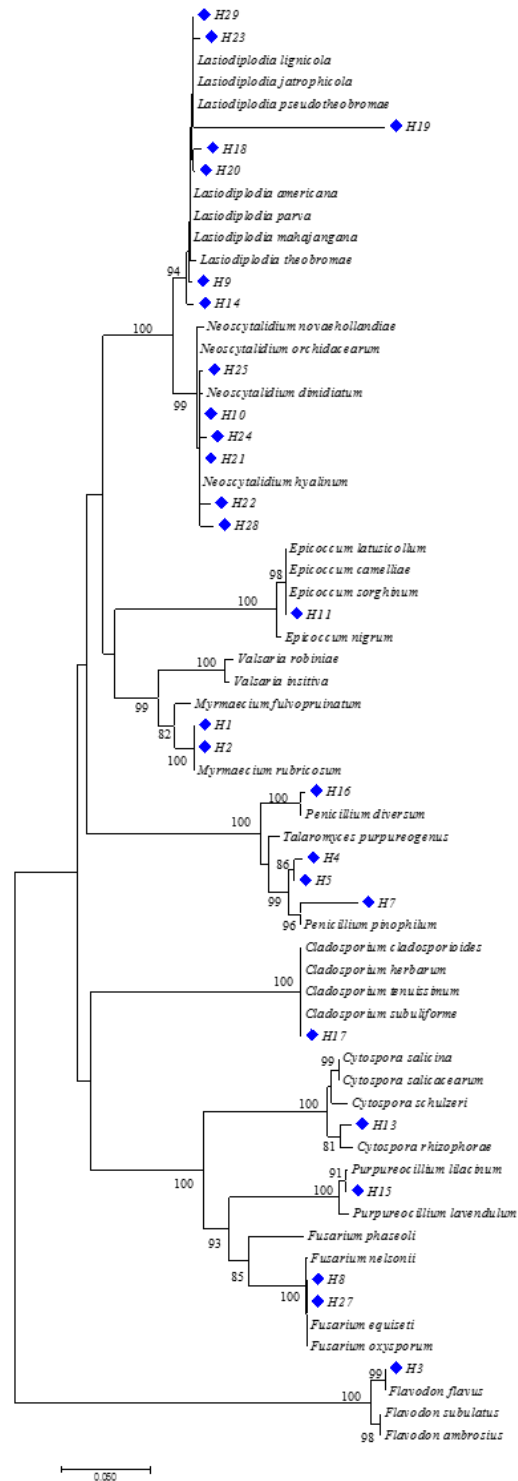 H29
H23
Lasiodiplodia lignicola
Lasiodiplodia jatrophicola
Lasiodiplodia pseudotheobromae
H19
H18
H20
Lasiodiplodia americana
Lasiodiplodia parva
Lasiodiplodia mahajangana
Lasiodiplodia theobromae
94
H9
H14
100
Neoscytalidium novaehollandiae
Neoscytalidium orchidacearum
H25
Neoscytalidium dimidiatum
99
H10
H24
H21
Neoscytalidium hyalinum
H22
H28
Epicoccum latusicollum
Epicoccum camelliae
98
Epicoccum sorghinum
100
H11
Epicoccum nigrum
Valsaria robiniae
100
Valsaria insitiva
Myrmaecium fulvopruinatum
99
H1
82
H2
100
Myrmaecium rubricosum
H16
100
Penicillium diversum
100
Talaromyces purpureogenus
H4
86
H5
99
H7
Penicillium pinophilum
96
Cladosporium cladosporioides
Cladosporium herbarum
100
Cladosporium tenuissimum
Cladosporium subuliforme
H17
Cytospora salicina
99
Cytospora salicacearum
Cytospora schulzeri
100
H13
81
Cytospora rhizophorae
Purpureocillium lilacinum
91
100
H15
100
Purpureocillium lavendulum
Fusarium phaseoli
93
Fusarium nelsonii
85
H8
100
H27
Fusarium equiseti
Fusarium oxysporum
H3
99
Flavodon flavus
100
Flavodon subulatus
Flavodon ambrosius
98
0.050